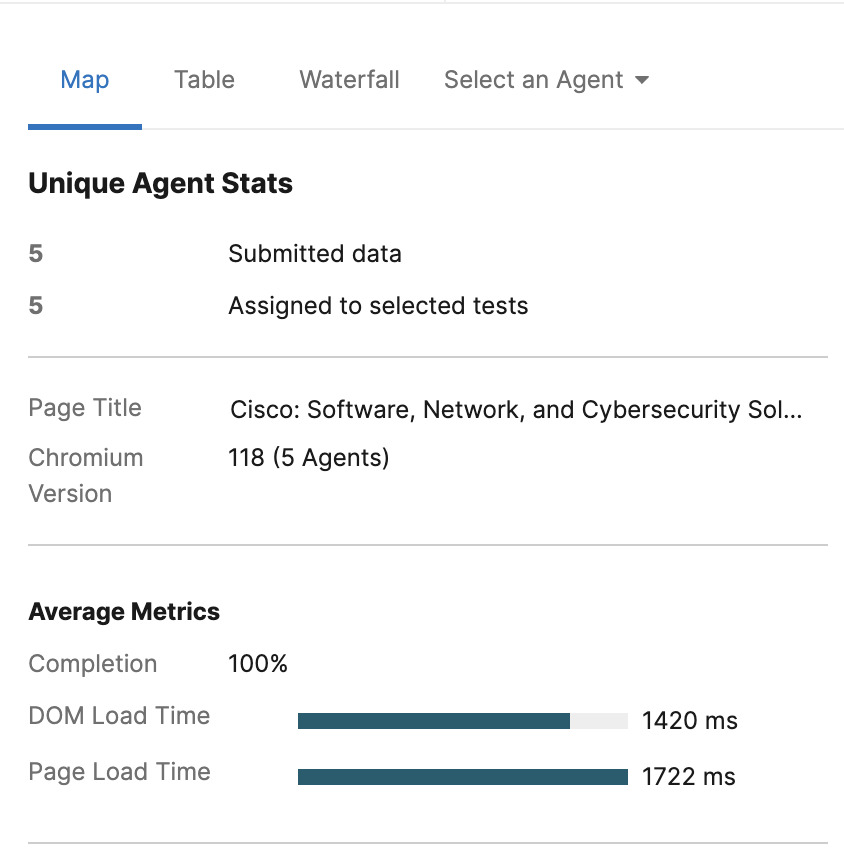 Map Table Waterfall Select an Agent
Unique Agent Stats
5 Submitted data
5 Assigned to selected tests
Page Title Cisco: Software, Network, and Cybersecurity Sol...
Chromium 118 (5 Agents)
Version
Average Metrics
Completion 100%
DOM Load Time 1420 ms
Page Load Time 1722 ms